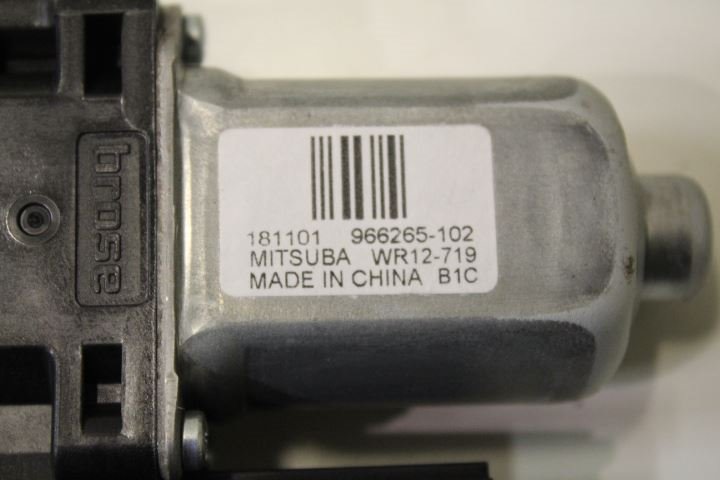 brose
181101 966265-102
MITSUBA WR12-719
MADE IN CHINA B1C